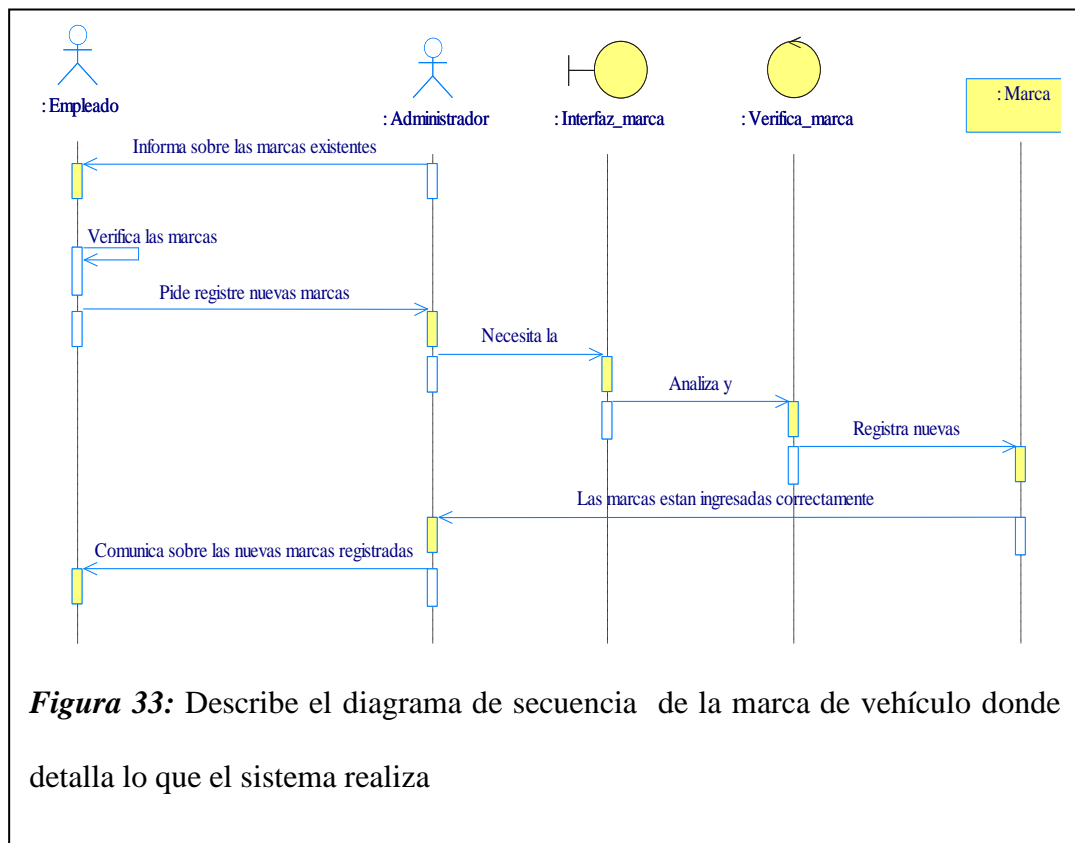 : Empleado
: Administrador
: Interfaz_marca
: Verifica_marca
: Marca
Informa sobre las marcas existentes
Verifica las marcas
Pide registre nuevas marcas
Necesita la
Analiza y
Registra nuevas
Las marcas estan ingresadas correctamente
Comunica sobre las nuevas marcas registradas
Figura 33: Describe el diagrama de secuencia de la marca de vehículo donde
detalla lo que el sistema realiza